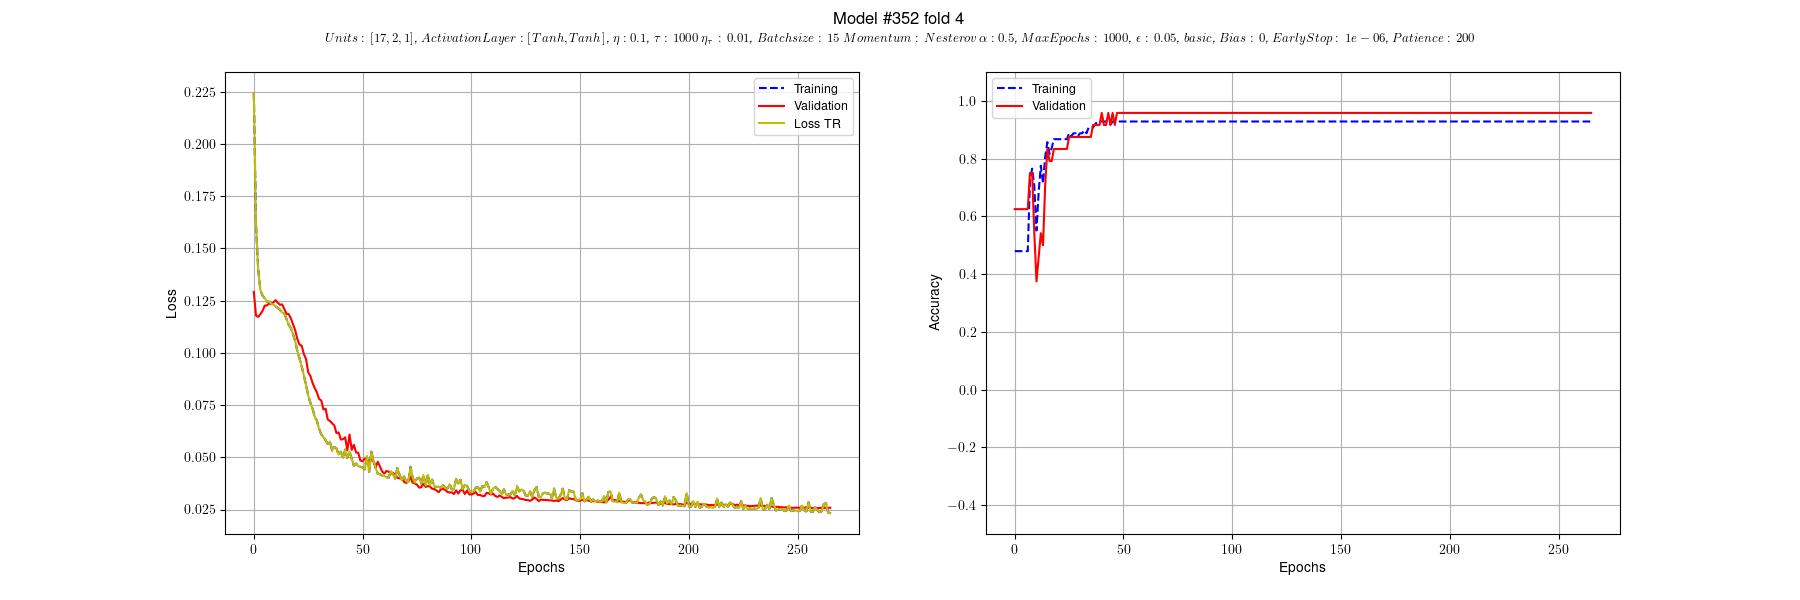 Model #352 fold 4
Units : [17, 2, 1], ActivationLayer : [Tanh, Tanh], η : 0.1, τ : 1000 ητ : 0.01, Batchsize : 15 Momentum : Nesterov α : 0.5, MaxEpochs : 1000, ϵ : 0.05, basic, Bias : 0, EarlyStop : 1e − 06, Patience : 200
Training
Validation
Loss TR
0.225
0.200
0.175
0.150
0.125
0.100
0.075
0.050
0.025
Loss
0 50 100 150 200 250
Epochs
Training
Validation
1.0
0.8
0.6
0.4
0.2
0.0
−0.2
−0.4
Accuracy
0 50 100 150 200 250
Epochs